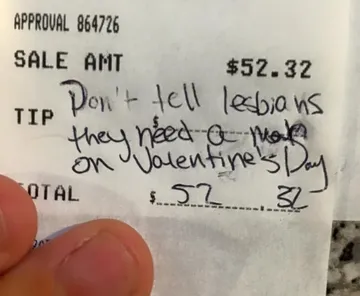 APPROVAL 864726
SALE AMT $52.32
Don't tell lesbians
TIP
they need a
on Valentine's Day
OTAL $ 52.32